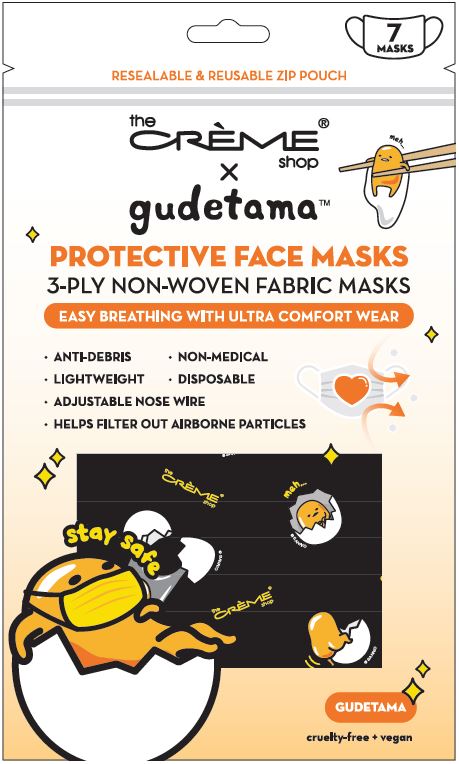 7
MASKS
RESEALABLE & REUSABLE ZIP POUCH
the
CRÈME®
shop
x
gudetama™
meh...
PROTECTIVE FACE MASKS
3-PLY NON-WOVEN FABRIC MASKS
EASY BREATHING WITH ULTRA COMFORT WEAR
· ANTI-DEBRIS · NON-MEDICAL
· LIGHTWEIGHT · DISPOSABLE
· ADJUSTABLE NOSE WIRE
· HELPS FILTER OUT AIRBORNE PARTICLES
the
CRÈME
shop
meh...
stay safe
the
CRÈME
shop
GUDETAMA
cruelty-free + vegan